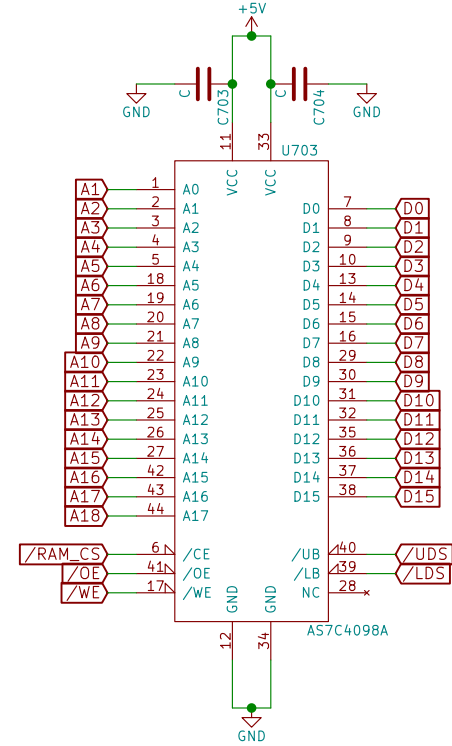 +5V
C C703 C C704
GND GND
11 33 U703
VCC VCC
A1 1 A0
A2 2 A1 D0 7 D0
A3 3 A2 D1 8 D1
A4 4 A3 D2 9 D2
A5 5 A4 D3 10 D3
A6 18 A5 D4 13 D4
A7 19 A6 D5 14 D5
A8 20 A7 D6 15 D6
A9 21 A8 D7 16 D7
A10 22 A9 D8 29 D8
A11 23 A10 D9 30 D9
A12 24 A11 D10 31 D10
A13 25 A12 D11 32 D11
A14 26 A13 D12 35 D12
A15 27 A14 D13 36 D13
A16 42 A15 D14 37 D14
A17 43 A16 D15 38 D15
A18 44 A17
/RAM_CS 6 /CE /UB 40 /UDS
/OE 41 /OE /LB 39 /LDS
/WE 17 /WE NC 28
GND GND
12 34 AS7C4098A
GND